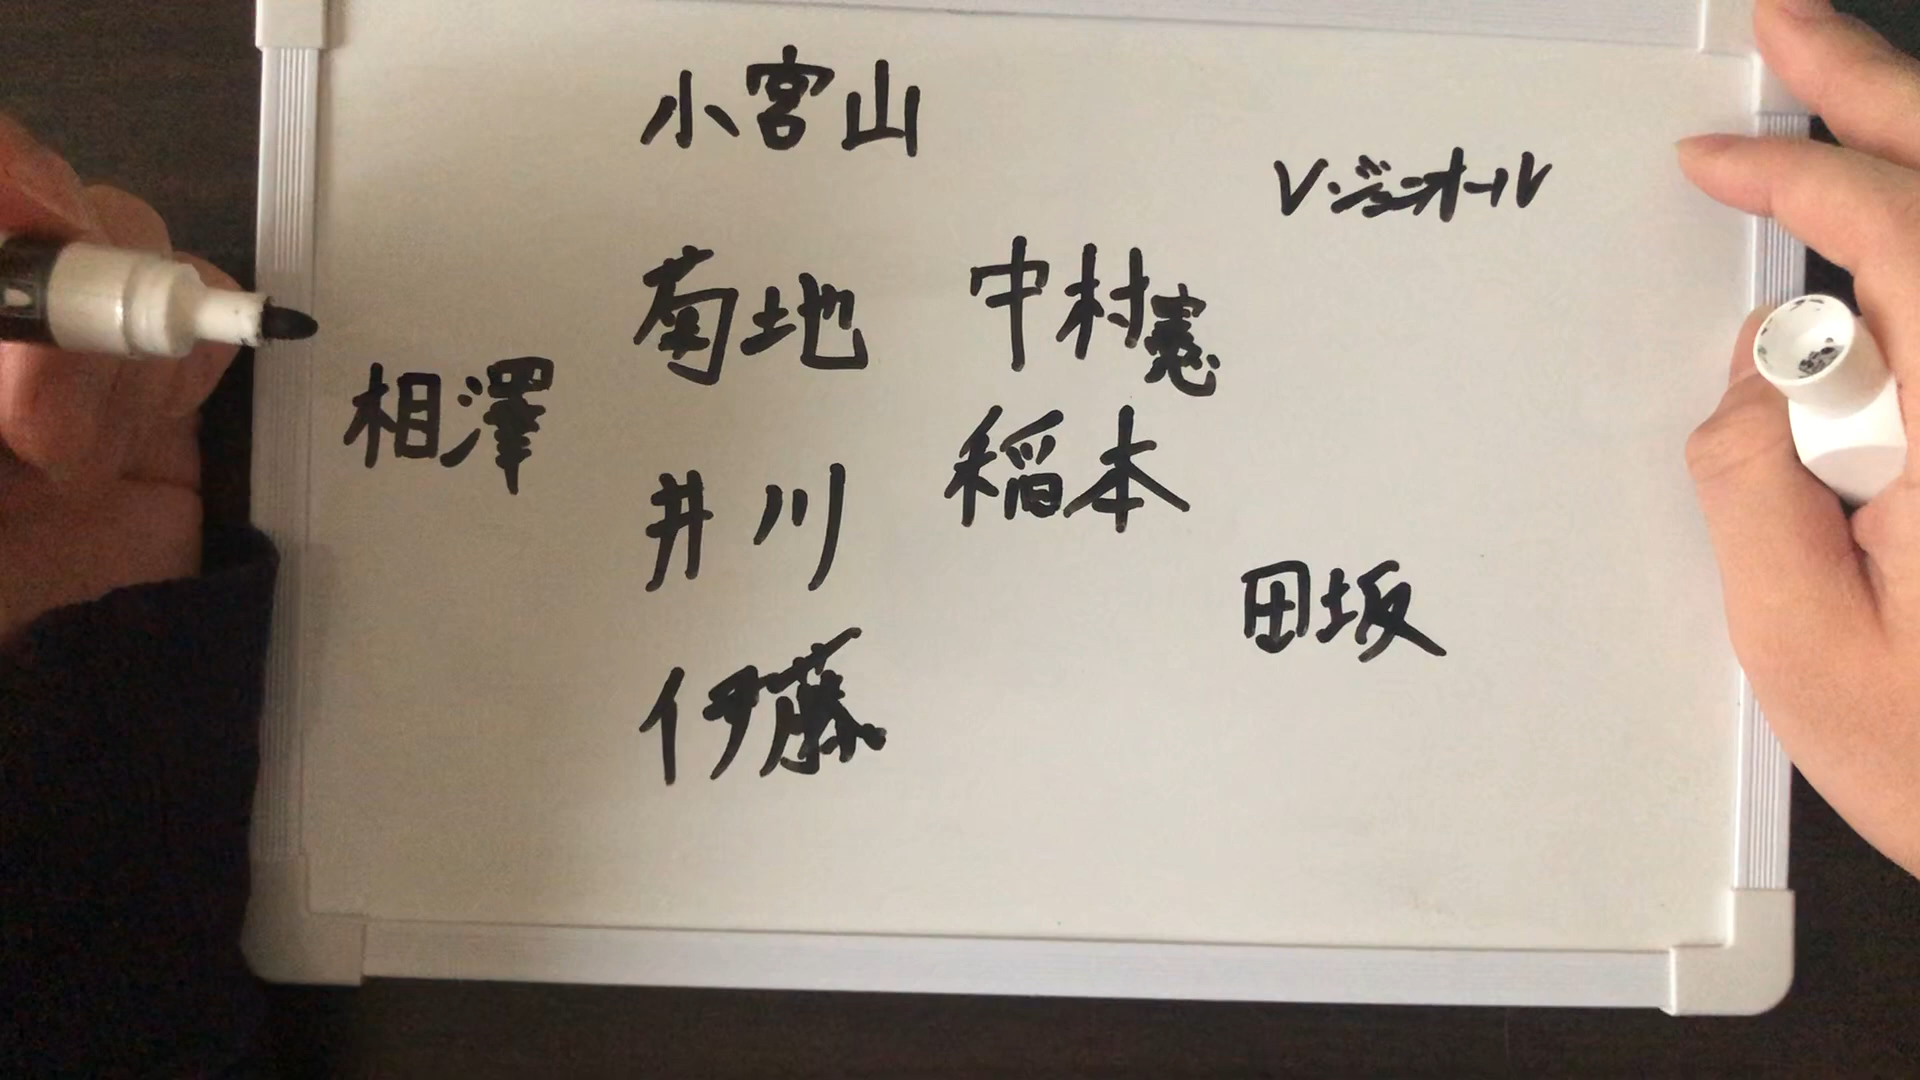 小宮山
V・ジュニオール
菊地
中村憲
相澤
稲本
井川
田坂
伊藤